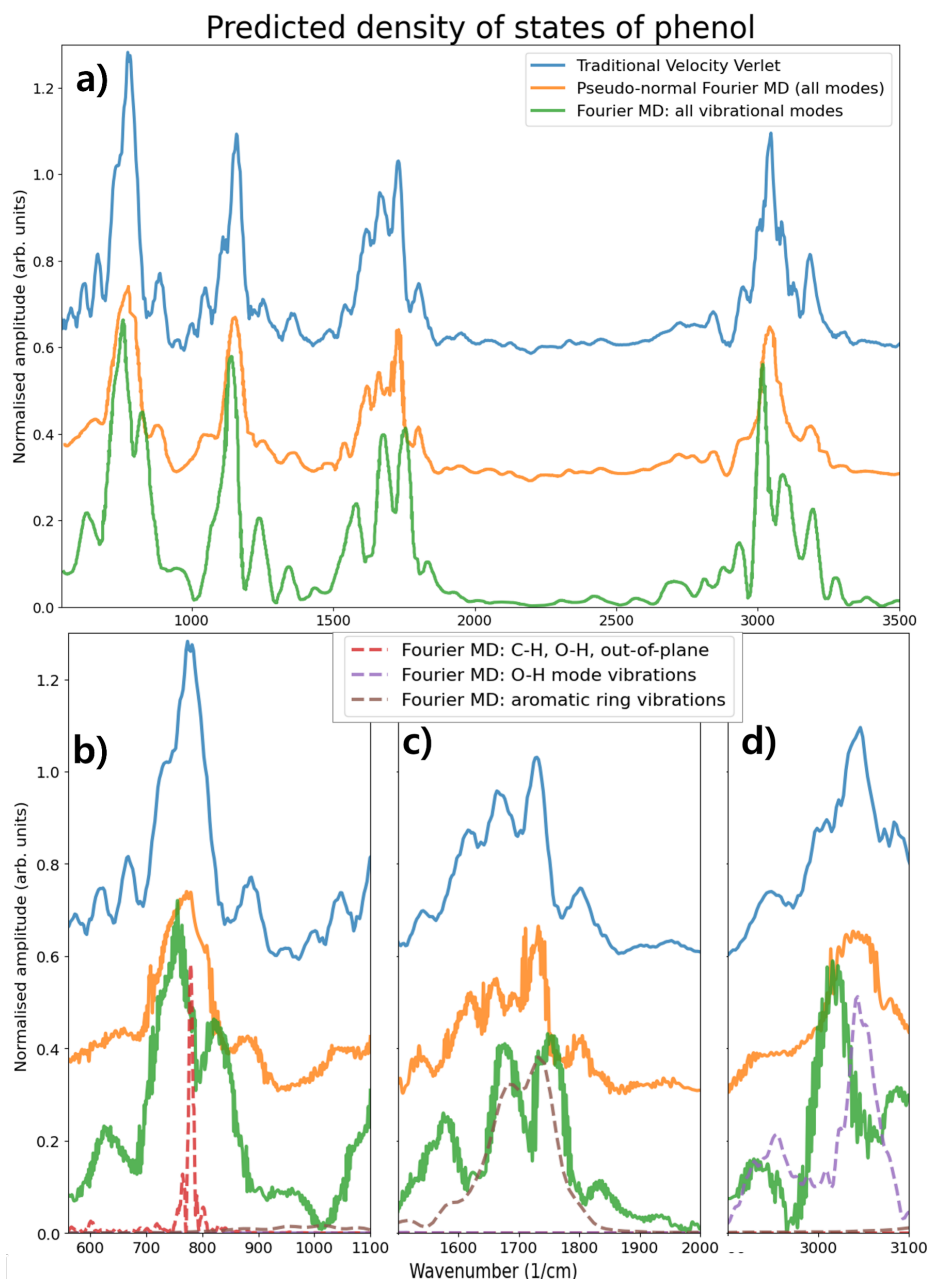 Predicted density of states of phenol
a)
Traditional Velocity Verlet
Pseudo-normal Fourier MD (all modes)
Fourier MD: all vibrational modes
Normalised amplitude (arb. units)
1.2
1.0
0.8
0.6
0.4
0.2
0.0
1000 1500 2000 2500 3000 3500
Fourier MD: C-H, O-H, out-of-plane
Fourier MD: O-H mode vibrations
Fourier MD: aromatic ring vibrations
b) c) d)
Normalised amplitude (arb. units)
1.2
1.0
0.8
0.6
0.4
0.2
0.0
600 700 800 900 1000 1100 1600 1700 1800 1900 2000 3000 3100
Wavenumber (1/cm)